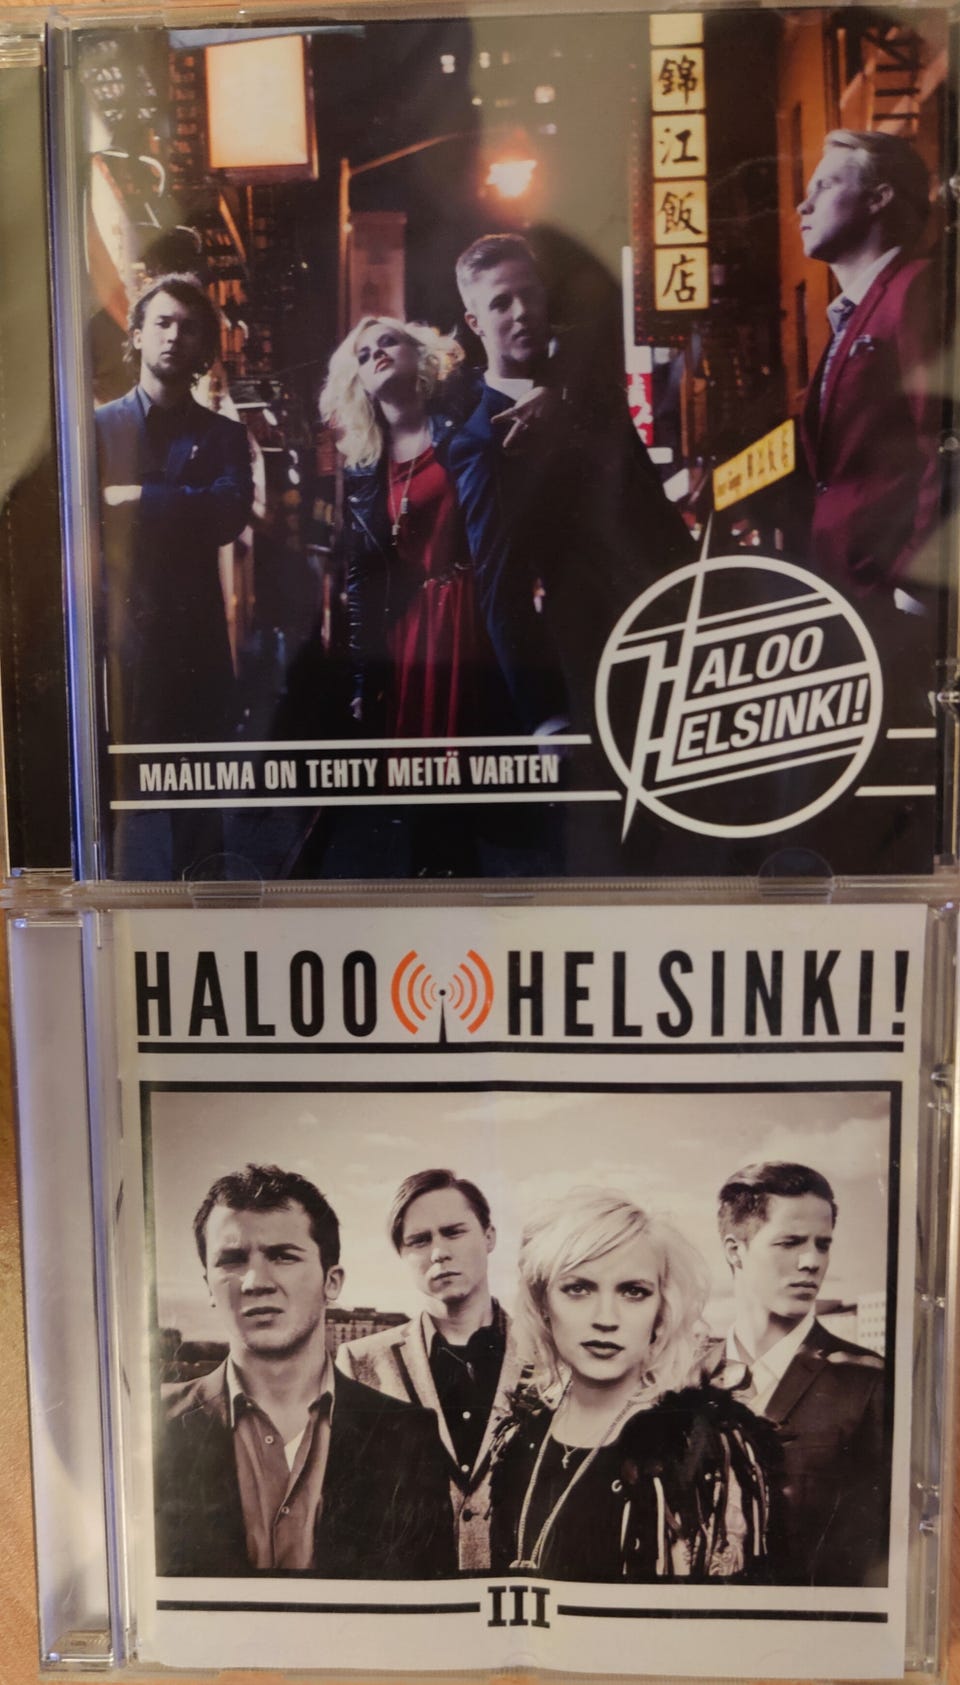 錦
江
飯
店
HALOO
HELSINKI!
MAAILMA ON TEHTY MEITÄ VARTEN
HALOO HELSINKI!
III